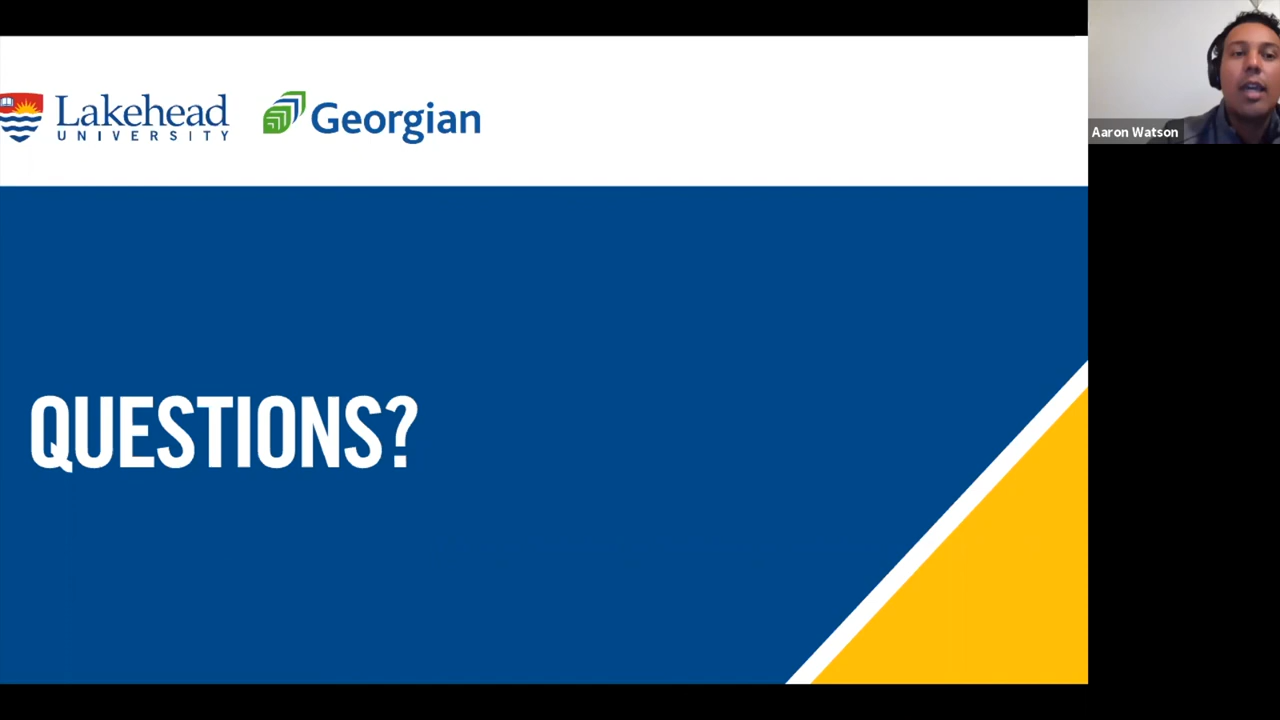 Lakehead
UNIVERSITY
Georgian
Aaron Watson
QUESTIONS?